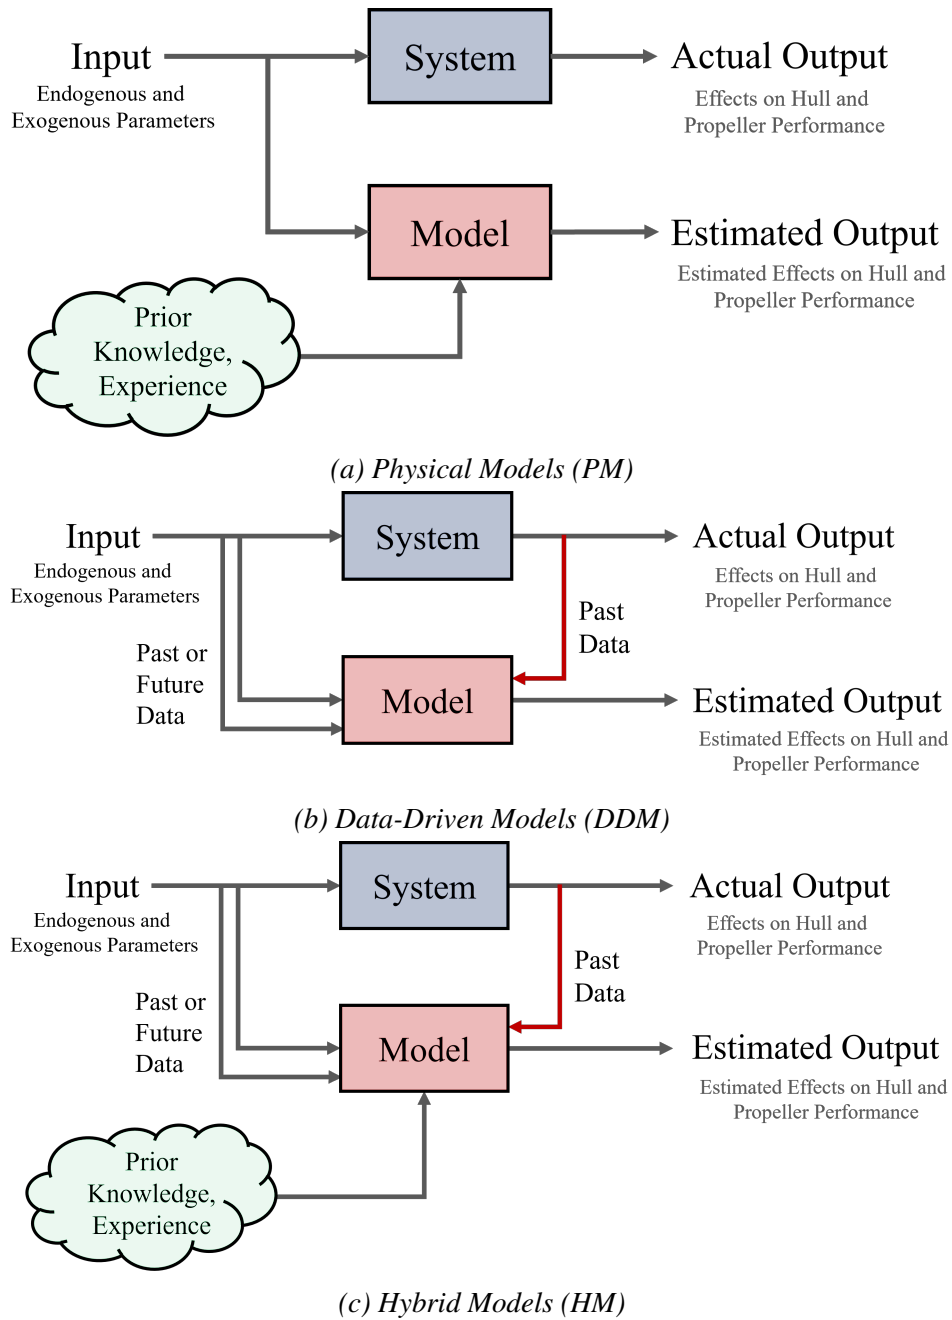 Input
Endogenous and
Exogenous Parameters
System
Actual Output
Effects on Hull and
Propeller Performance
Model
Estimated Output
Estimated Effects on Hull and
Propeller Performance
Prior
Knowledge,
Experience
(a) Physical Models (PM)
Input
Endogenous and
Exogenous Parameters
System
Actual Output
Effects on Hull and
Propeller Performance
Past
Data
Past or
Future
Data
Model
Estimated Output
Estimated Effects on Hull and
Propeller Performance
(b) Data-Driven Models (DDM)
Input
Endogenous and
Exogenous Parameters
System
Actual Output
Effects on Hull and
Propeller Performance
Past
Data
Past or
Future
Data
Model
Estimated Output
Estimated Effects on Hull and
Propeller Performance
Prior
Knowledge,
Experience
(c) Hybrid Models (HM)